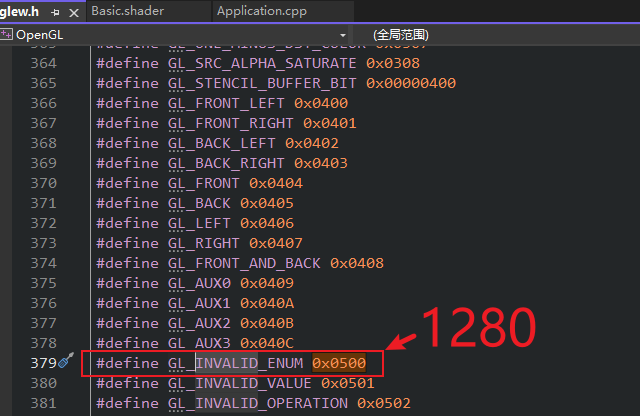 glew.h
Basic.shader
Application.cpp
OpenGL
(全局范围)
364 #define GL_SRC_ALPHA_SATURATE 0x0308
365 #define GL_STENCIL_BUFFER_BIT 0x00000400
366 #define GL_FRONT_LEFT 0x0400
367 #define GL_FRONT_RIGHT 0x0401
368 #define GL_BACK_LEFT 0x0402
369 #define GL_BACK_RIGHT 0x0403
370 #define GL_FRONT 0x0404
371 #define GL_BACK 0x0405
372 #define GL_LEFT 0x0406
373 #define GL_RIGHT 0x0407
374 #define GL_FRONT_AND_BACK 0x0408
375 #define GL_AUX0 0x0409
376 #define GL_AUX1 0x040A
377 #define GL_AUX2 0x040B
378 #define GL_AUX3 0x040C
1280
379 #define GL_INVALID_ENUM 0x0500
380 #define GL_INVALID_VALUE 0x0501
381 #define GL_INVALID_OPERATION 0x0502